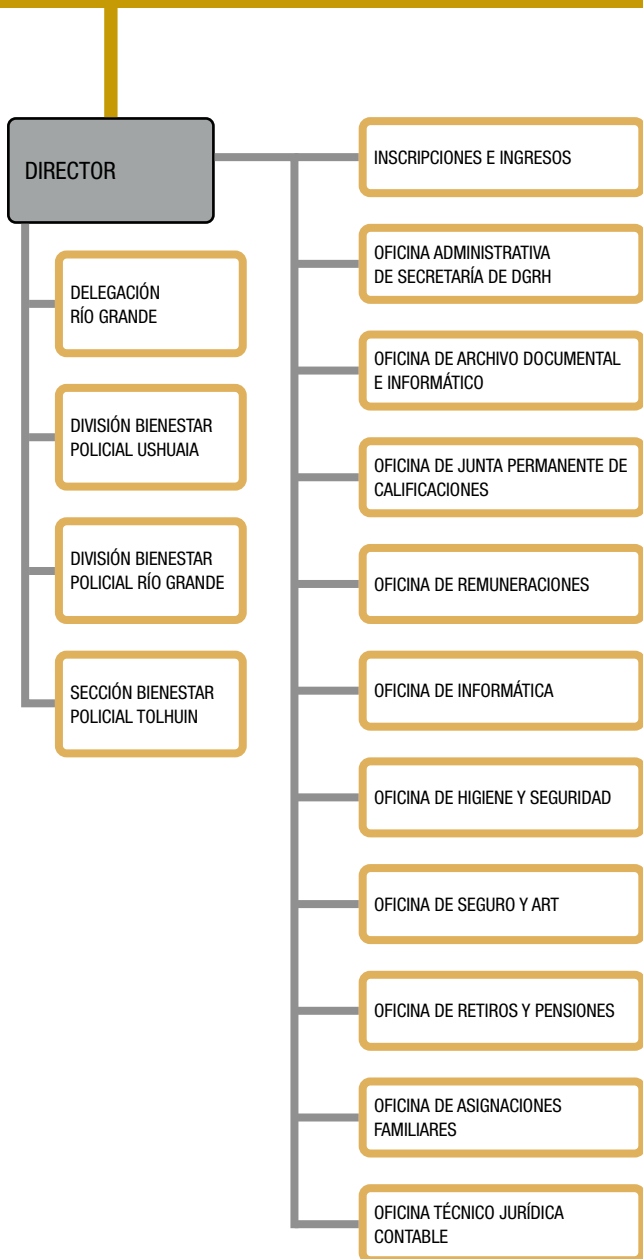 DIRECTOR
DELEGACIÓN
RÍO GRANDE
DIVISIÓN BIENESTAR
POLICIAL USHUAIA
DIVISIÓN BIENESTAR
POLICIAL RÍO GRANDE
SECCIÓN BIENESTAR
POLICIAL TOLHUIN
INSCRIPCIONES E INGRESOS
OFICINA ADMINISTRATIVA
DE SECRETARÍA DE DGRH
OFICINA DE ARCHIVO DOCUMENTAL
E INFORMÁTICO
OFICINA DE JUNTA PERMANENTE DE
CALIFICACIONES
OFICINA DE REMUNERACIONES
OFICINA DE INFORMÁTICA
OFICINA DE HIGIENE Y SEGURIDAD
OFICINA DE SEGURO Y ART
OFICINA DE RETIROS Y PENSIONES
OFICINA DE ASIGNACIONES
FAMILIARES
OFICINA TÉCNICO JURÍDICA
CONTABLE